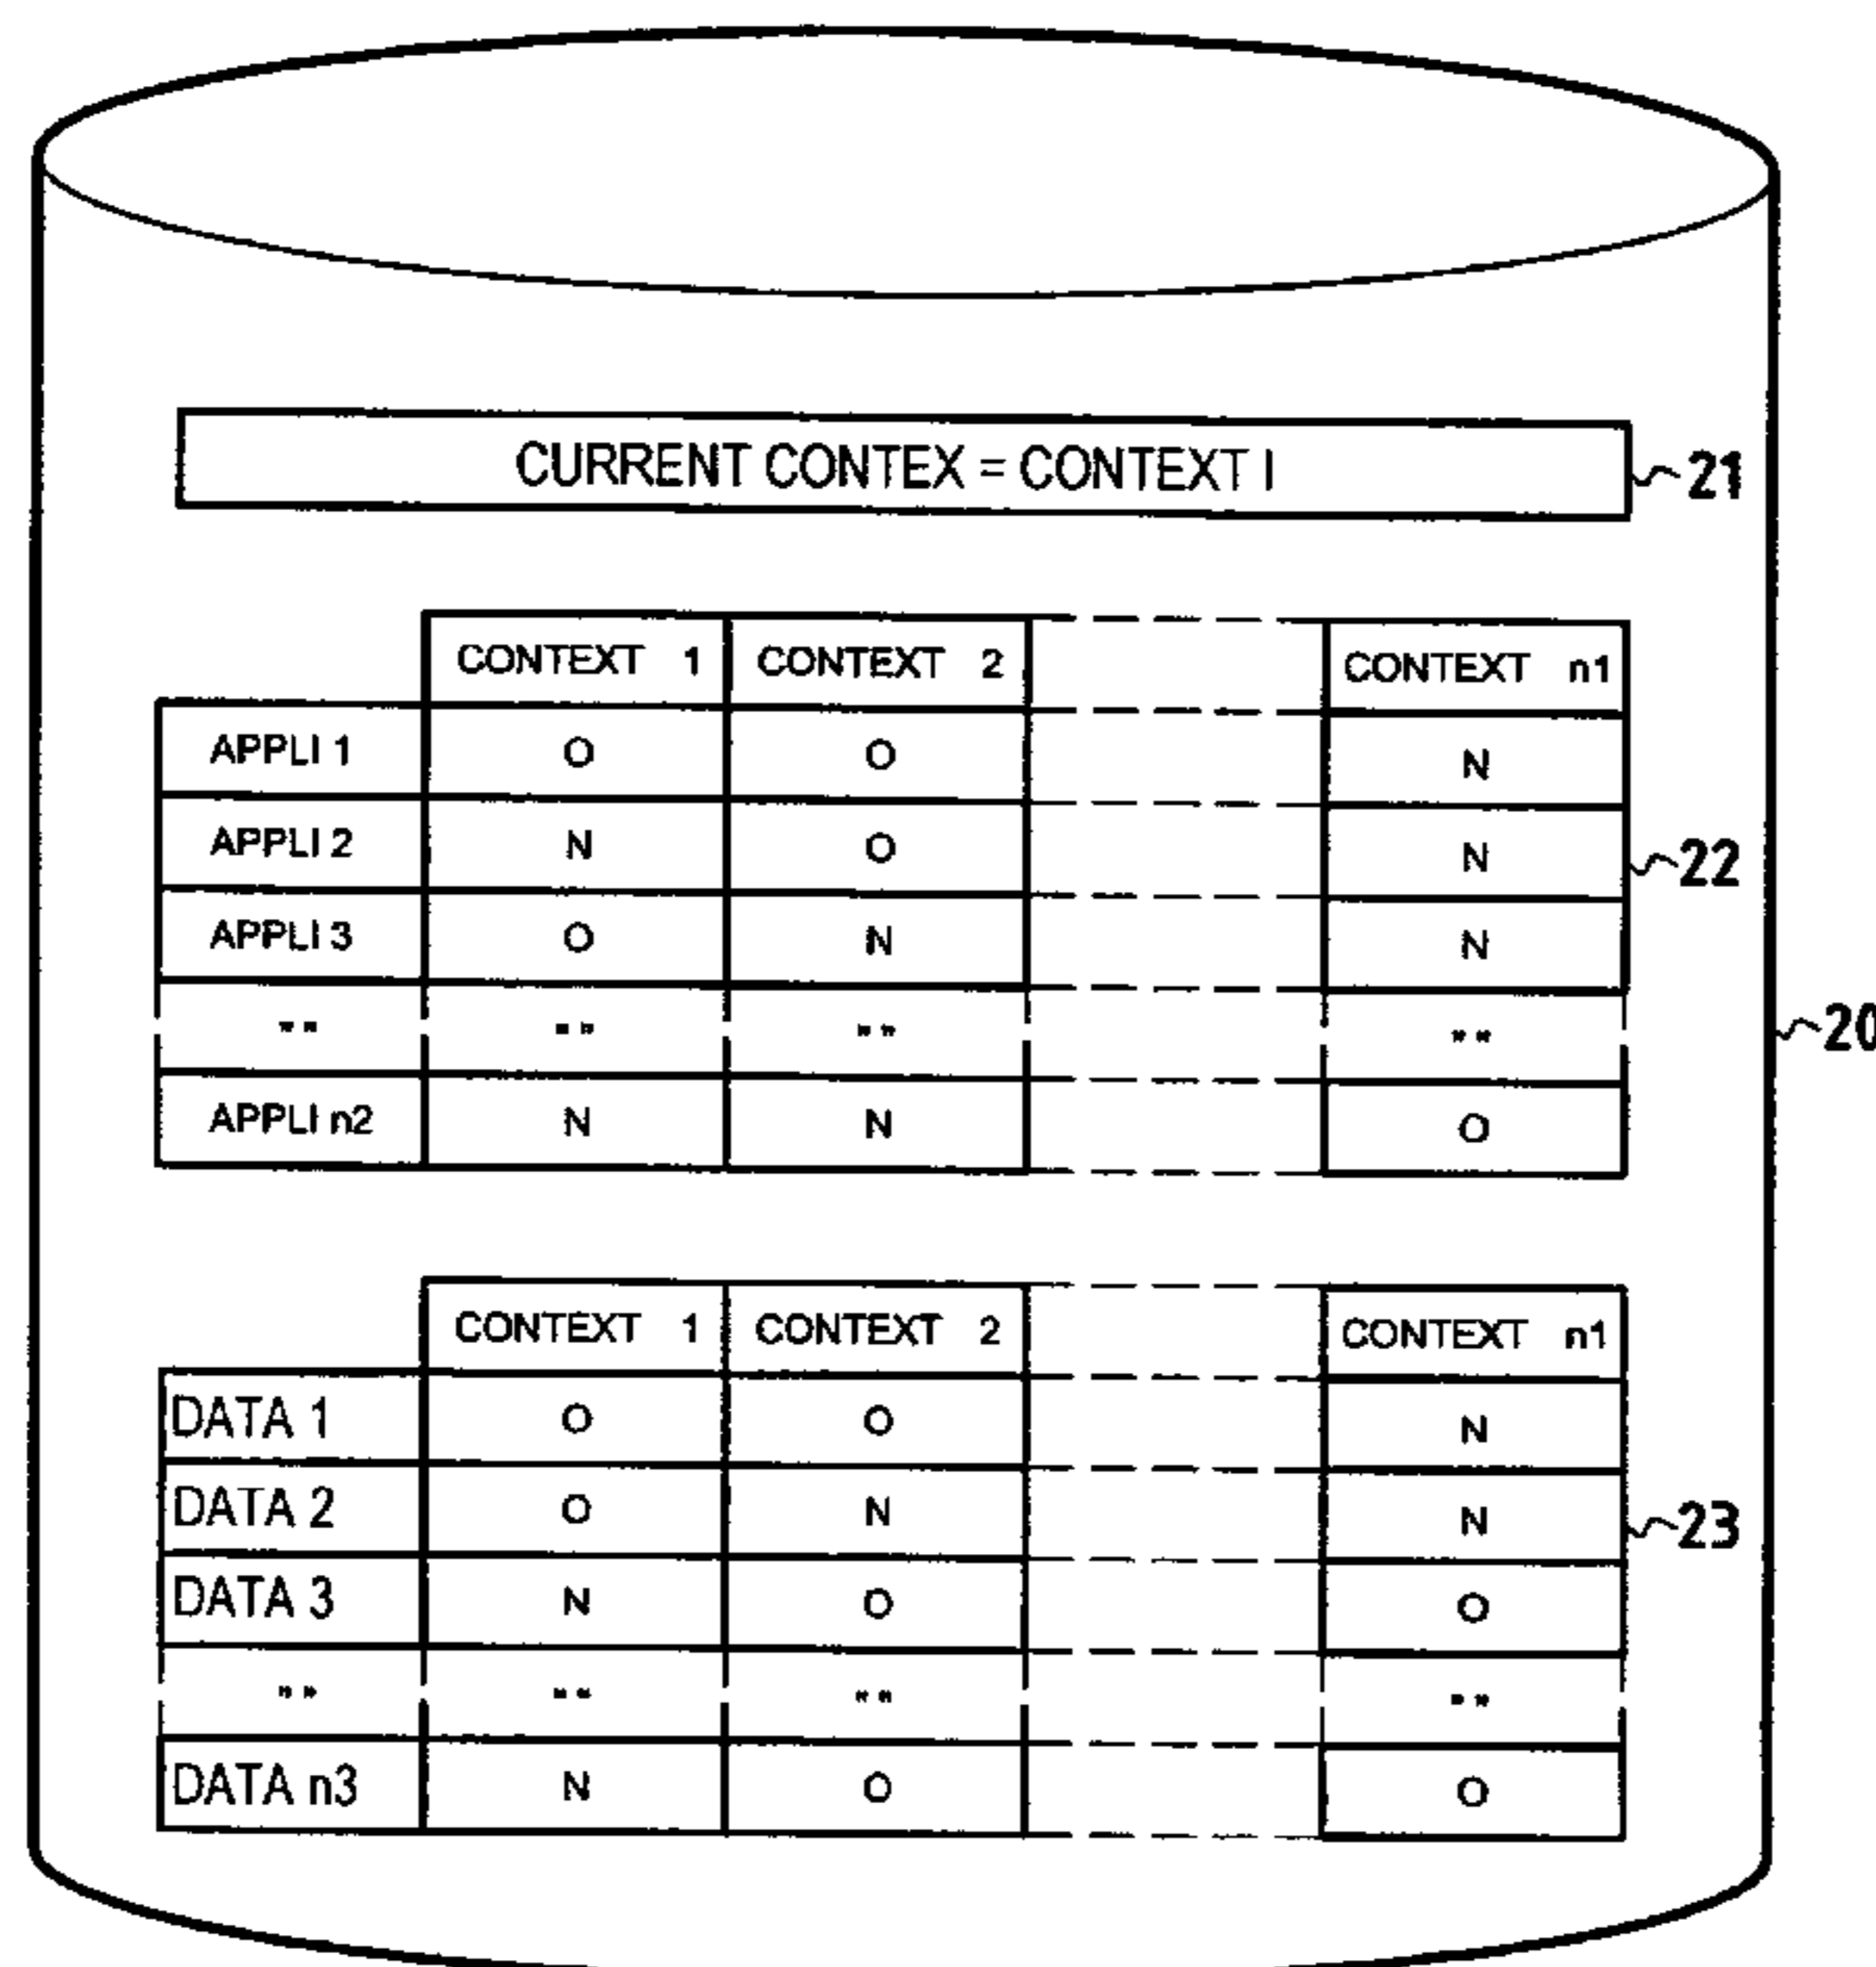 CURRENT CONTEX = CONTEXT I
21
CONTEXT 1 CONTEXT 2 CONTEXT n1
APPLI 1 O O N
APPLI 2 N O N
22
APPLI 3 O N N
" " " " " " " "
20
APPLI n2 N N O
CONTEXT 1 CONTEXT 2 CONTEXT n1
DATA 1 O O N
DATA 2 O N N
23
DATA 3 N O O
" " " " " " " "
DATA n3 N O O